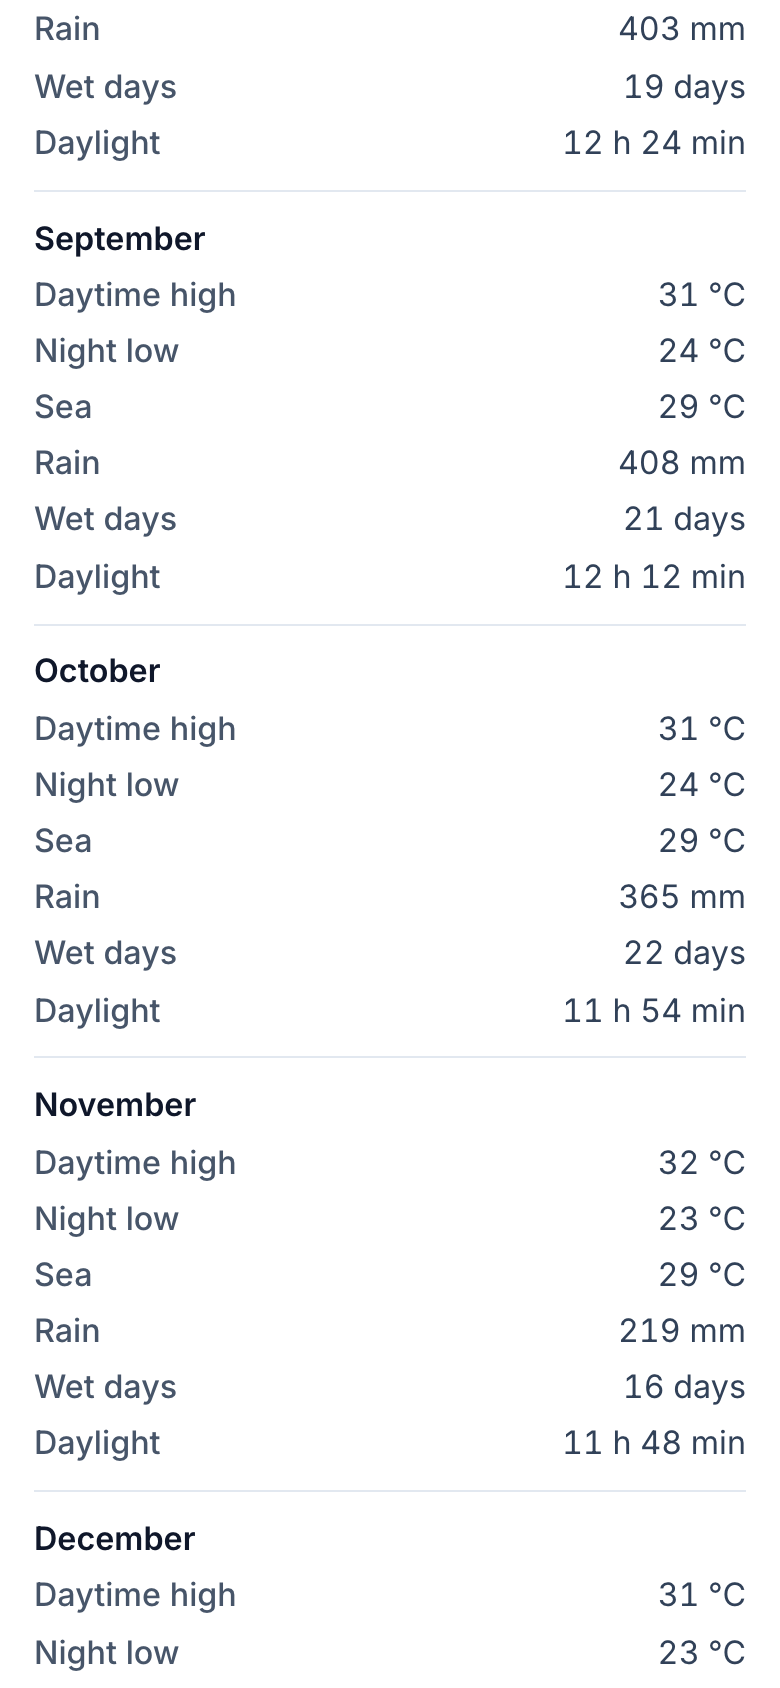 Rain 403 mm
Wet days 19 days
Daylight 12 h 24 min
September
Daytime high 31 °C
Night low 24 °C
Sea 29 °C
Rain 408 mm
Wet days 21 days
Daylight 12 h 12 min
October
Daytime high 31 °C
Night low 24 °C
Sea 29 °C
Rain 365 mm
Wet days 22 days
Daylight 11 h 54 min
November
Daytime high 32 °C
Night low 23 °C
Sea 29 °C
Rain 219 mm
Wet days 16 days
Daylight 11 h 48 min
December
Daytime high 31 °C
Night low 23 °C